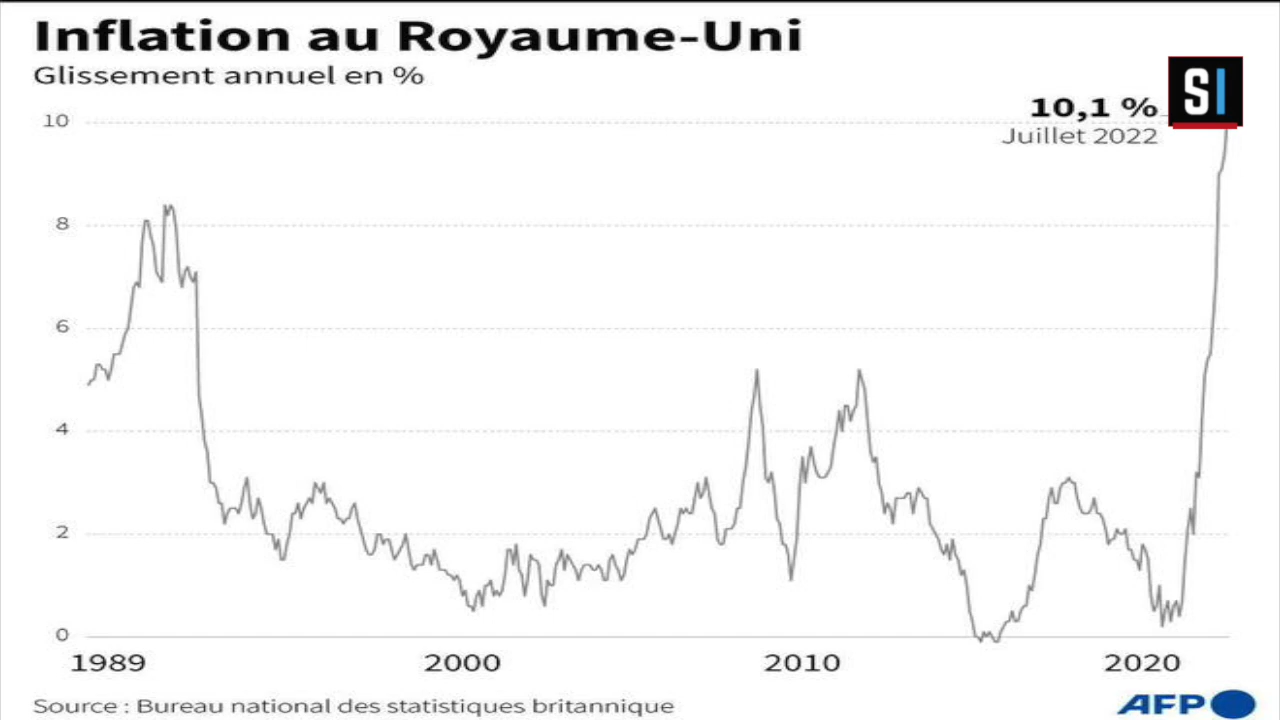 Inflation au Royaume-Uni
Glissement annuel en %
SI
10,1 %
Juillet 2022
10
8
6
4
2
0
1989
2000
2010
2020
Source : Bureau national des statistiques britannique
AFP